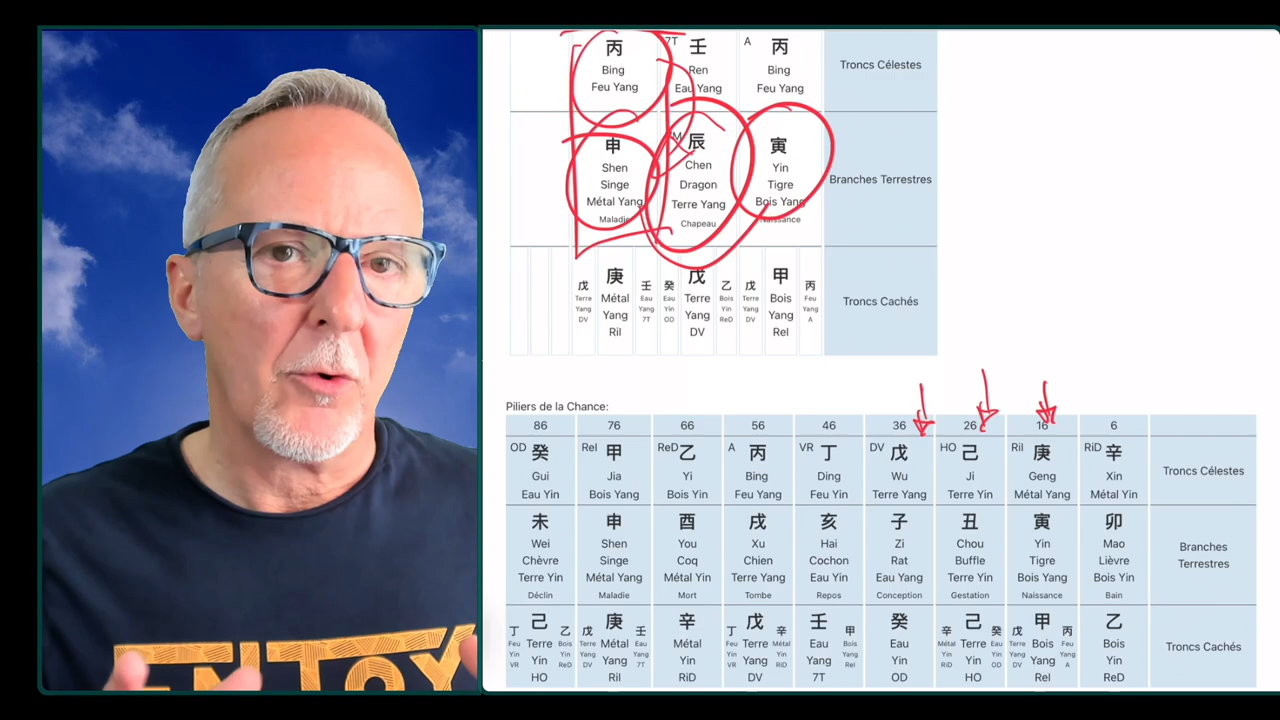 丙 7T 壬 A 丙
Bing Ren Bing Troncs Célestes
Feu Yang Eau Yang Feu Yang
申 M 辰 寅
Shen Chen Yin
Singe Dragon Tigre Branches Terrestres
Métal Yang Terre Yang Bois Yang
Maladie Chapeau Naissance
戊 庚 壬 癸 戊 乙 戊 甲 丙
Terre Métal Eau Eau Terre Bois Terre Bois Feu Troncs Cachés
Yang Yang Yang Yin Yang Yin Yang Yang Yang
DV Ril 7T OD DV ReD DV Rel A
Piliers de la Chance:
86 76 66 56 46 36 26 16 6
OD 癸 Rel 甲 ReD 乙 A 丙 VR 丁 DV 戊 HO 己 Ril 庚 RiD 辛
Gui Jia Yi Bing Ding Wu Ji Geng Xin Troncs Célestes
Eau Yin Bois Yang Bois Yin Feu Yang Feu Yin Terre Yang Terre Yin Métal Yang Métal Yin
未 申 酉 戌 亥 子 丑 寅 卯
Wei Shen You Xu Hai Zi Chou Yin Mao Branches
Chèvre Singe Coq Chien Cochon Rat Buffle Tigre Lièvre Terrestres
Terre Yin Métal Yang Métal Yin Terre Yang Eau Yin Eau Yang Terre Yin Bois Yang Bois Yin
Déclin Maladie Mort Tombe Repos Conception Gestation Naissance Bain
丁 己 乙 戊 庚 壬 辛 丁 戊 辛 壬 甲 癸 辛 己 癸 戊 甲 丙 乙
Feu Terre Bois Terre Métal Eau Métal Feu Terre Métal Eau Bois Eau Métal Terre Eau Terre Bois Feu Bois Troncs Cachés
Yin Yin Yin Yang Yang Yang Yin Yin Yang Yin Yang Yang Yin Yin Yin Yin Yang Yang Yang Yin
VR HO ReD DV Ril 7T RiD VR DV RiD 7T Rel OD RiD HO OD DV Rel A ReD
ENJOY